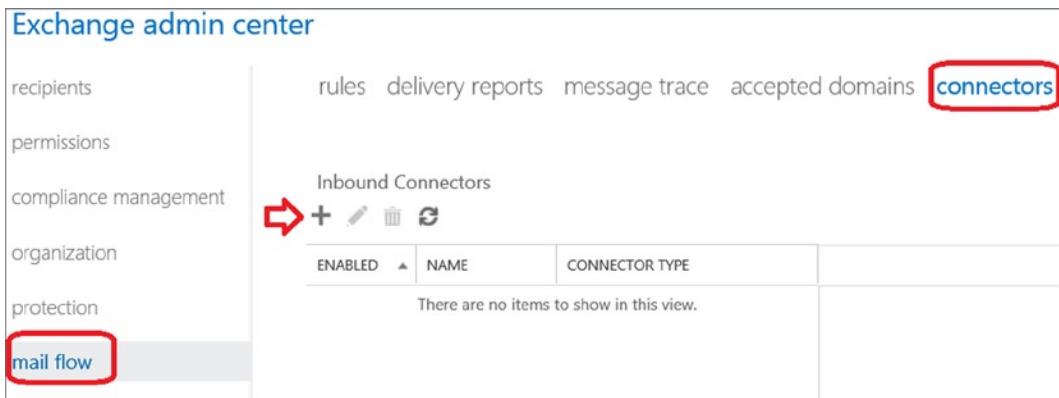 Exchange admin center
recipients
permissions
compliance management
organization
protection
mail flow
rules delivery reports message trace accepted domains connectors
Inbound Connectors
ENABLED NAME CONNECTOR TYPE
There are no items to show in this view.